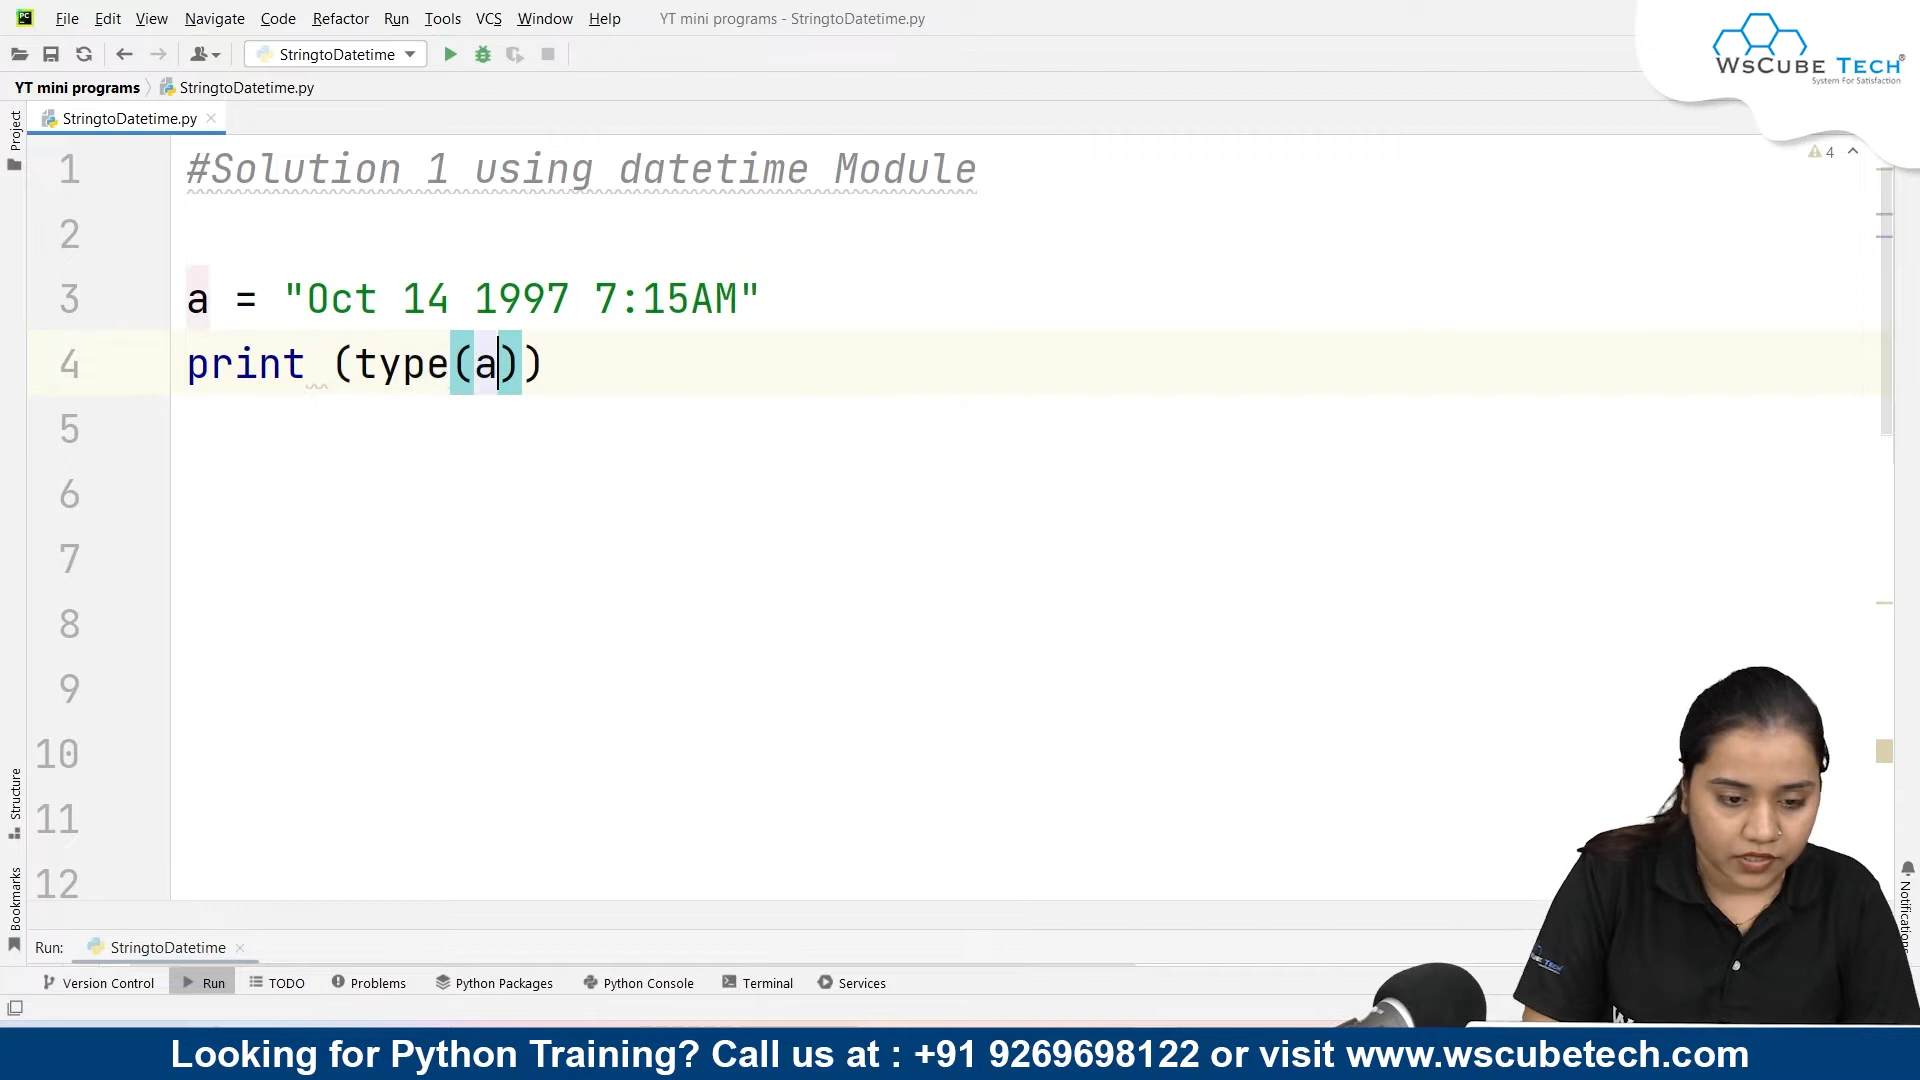 File Edit View Navigate Code Refactor Run Tools VCS Window Help YT mini programs - StringtoDatetime.py
StringtoDatetime
WSCUBE TECH®
System For Satisfaction
YT mini programs StringtoDatetime.py
StringtoDatetime.py
Project
4
1 #Solution 1 using datetime Module
2
3 a = "Oct 14 1997 7:15AM"
4 print (type(a))
5
6
7
8
9
10
11
12
Structure
Bookmarks
Notifications
Run: StringtoDatetime
Version Control Run TODO Problems Python Packages Python Console Terminal Services
Looking for Python Training? Call us at : +91 9269698122 or visit www.wscubetech.com